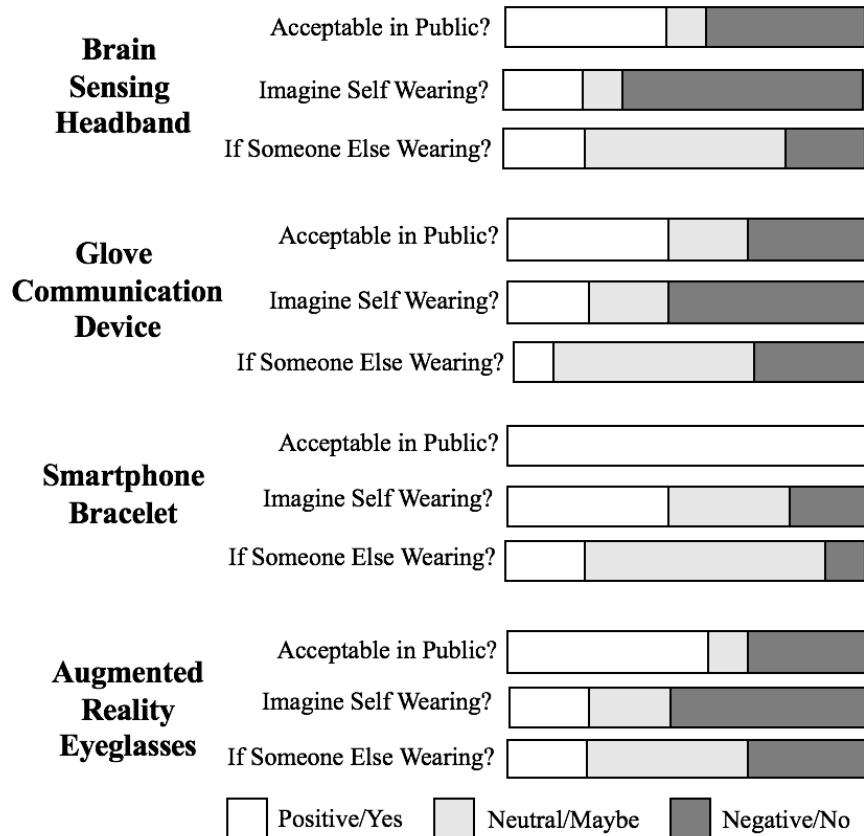 Brain
Sensing
Headband
Acceptable in Public?
Imagine Self Wearing?
If Someone Else Wearing?
Glove
Communication
Device
Acceptable in Public?
Imagine Self Wearing?
If Someone Else Wearing?
Smartphone
Bracelet
Acceptable in Public?
Imagine Self Wearing?
If Someone Else Wearing?
Augmented
Reality
Eyeglasses
Acceptable in Public?
Imagine Self Wearing?
If Someone Else Wearing?
Positive/Yes Neutral/Maybe Negative/No